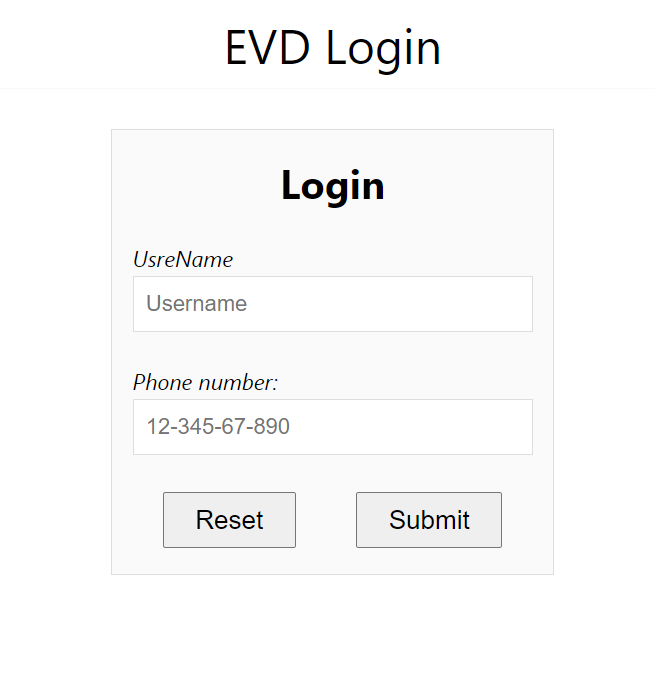 EVD Login
Login
UsreName
Username
Phone number:
12-345-67-890
Reset Submit